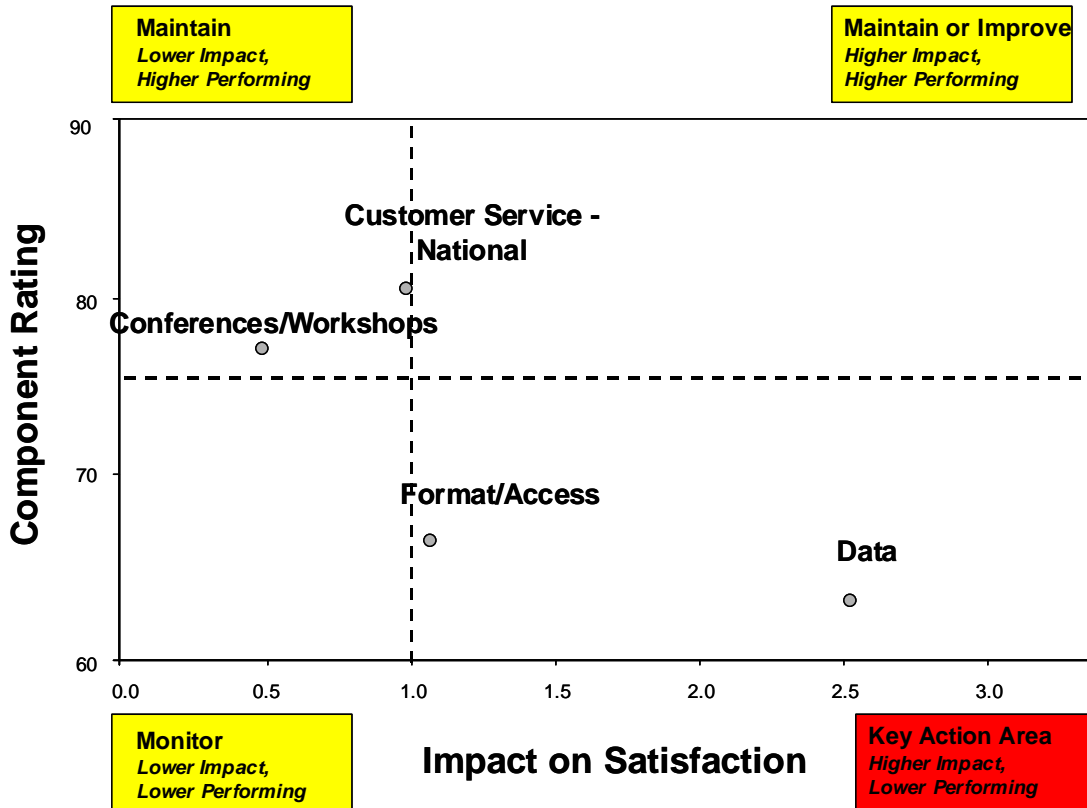 Maintain
Lower Impact,
Higher Performing
Maintain or Improve
Higher Impact,
Higher Performing
Component Rating
90
80
70
60
Customer Service -
National
Conferences/Workshops
Format/Access
Data
0.0 0.5 1.0 1.5 2.0 2.5 3.0
Impact on Satisfaction
Monitor
Lower Impact,
Lower Performing
Key Action Area
Higher Impact,
Lower Performing